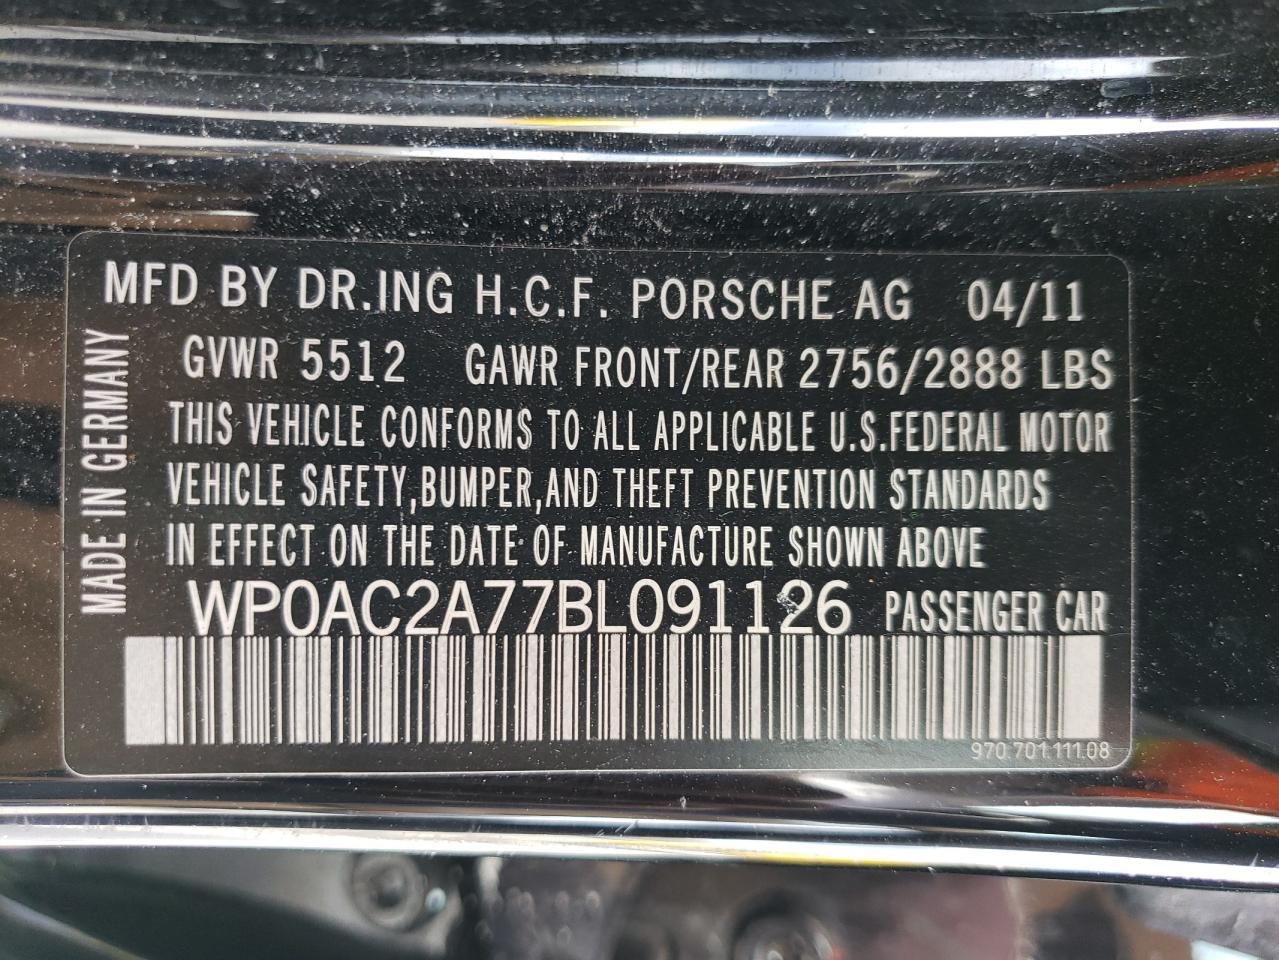 MFD BY DR.ING H.C.F. PORSCHE AG 04/11
GVWR 5512 GAWR FRONT/REAR 2756/2888 LBS
THIS VEHICLE CONFORMS TO ALL APPLICABLE U.S.FEDERAL MOTOR
VEHICLE SAFETY,BUMPER,AND THEFT PREVENTION STANDARDS
IN EFFECT ON THE DATE OF MANUFACTURE SHOWN ABOVE
WP0AC2A77BL091126 PASSENGER CAR
970 701.111.08
MADE IN GERMANY